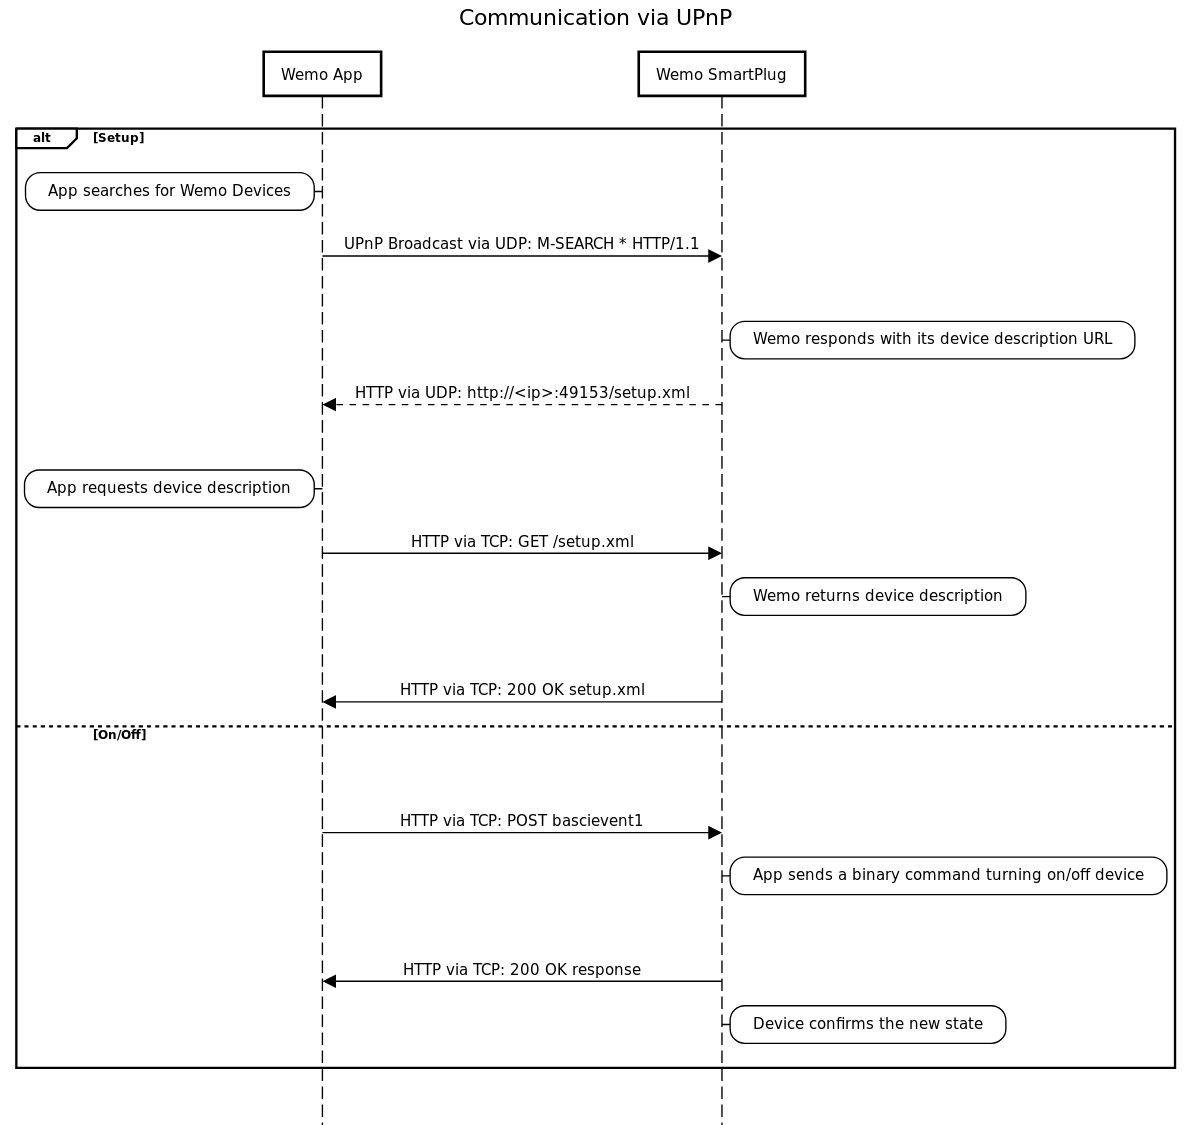 Communication via UPnP
Wemo App
Wemo SmartPlug
alt
[Setup]
App searches for Wemo Devices
UPnP Broadcast via UDP: M-SEARCH * HTTP/1.1
Wemo responds with its device description URL
HTTP via UDP: http://<ip>:49153/setup.xml
App requests device description
HTTP via TCP: GET /setup.xml
Wemo returns device description
HTTP via TCP: 200 OK setup.xml
[On/Off]
HTTP via TCP: POST bascievent1
App sends a binary command turning on/off device
HTTP via TCP: 200 OK response
Device confirms the new state